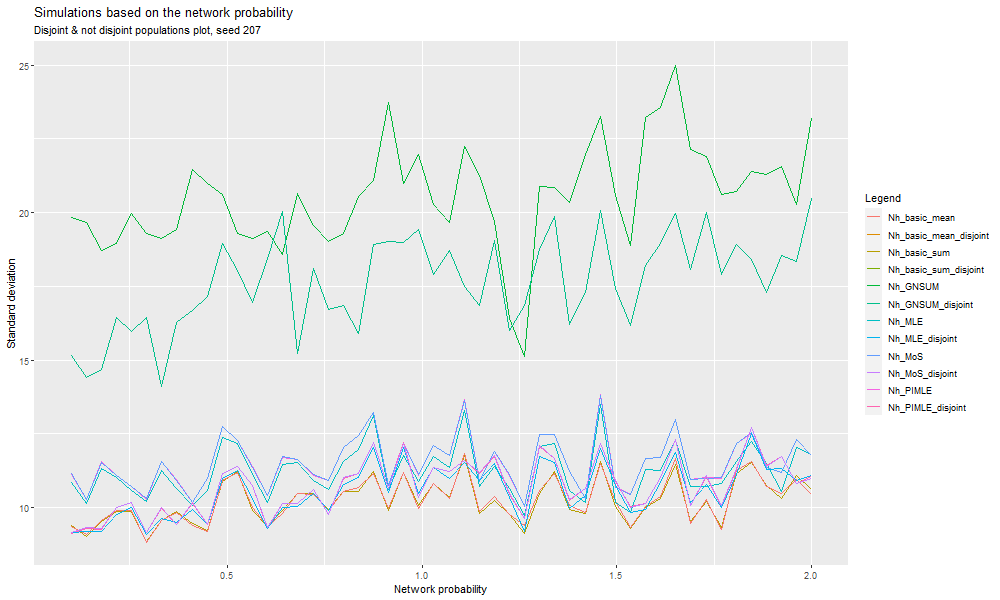 Simulations based on the network probability
Disjoint & not disjoint populations plot, seed 207
25
20
15
10
Standard deviation
0.5
1.0
1.5
2.0
Network probability
Legend
Nh_basic_mean
Nh_basic_mean_disjoint
Nh_basic_sum
Nh_basic_sum_disjoint
Nh_GNSUM
Nh_GNSUM_disjoint
Nh_MLE
Nh_MLE_disjoint
Nh_MoS
Nh_MoS_disjoint
Nh_PIMLE
Nh_PIMLE_disjoint